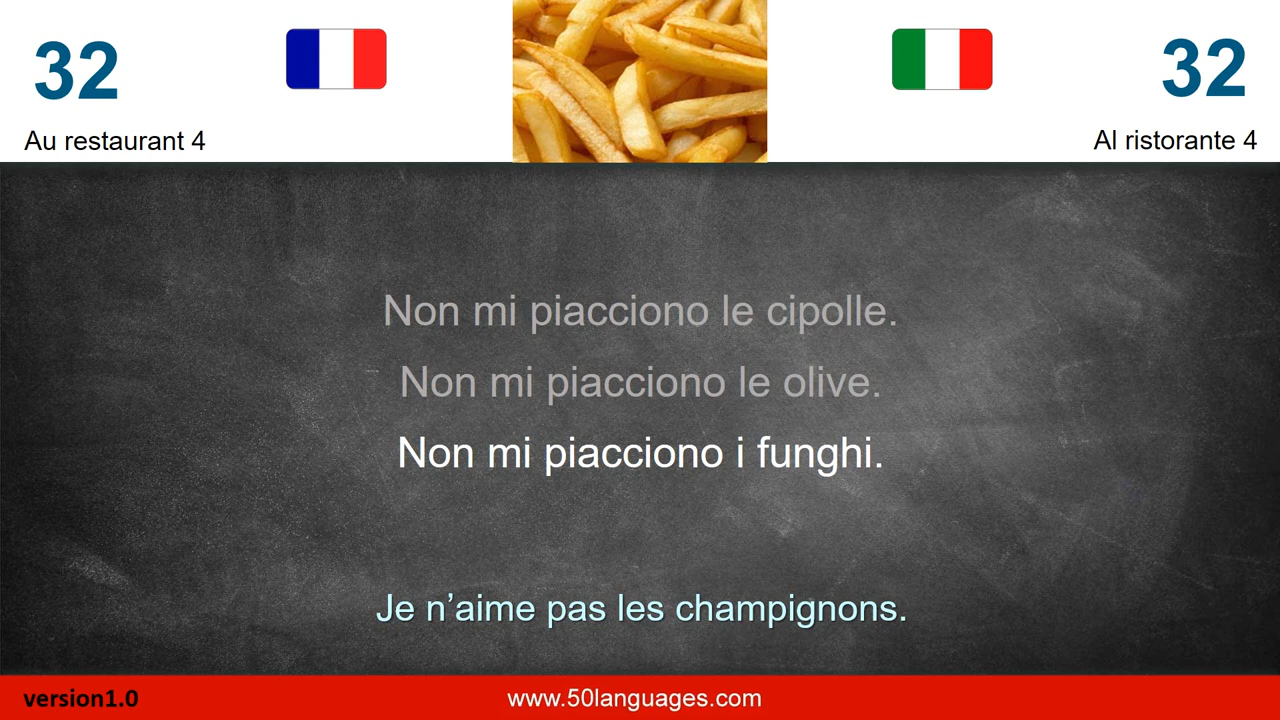 32
32
Au restaurant 4
Al ristorante 4
Non mi piacciono le cipolle.
Non mi piacciono le olive.
Non mi piacciono i funghi.
Je n’aime pas les champignons.
version1.0
www.50languages.com